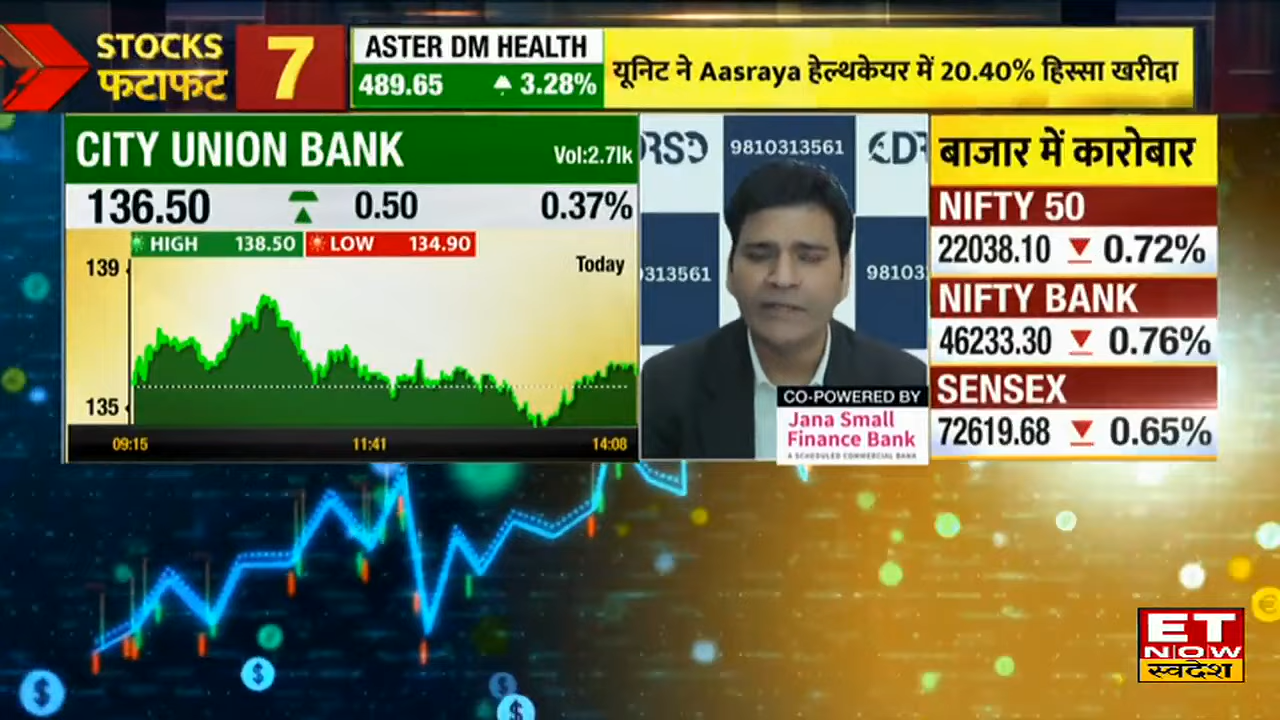 STOCKS
फटाफट
7
ASTER DM HEALTH
489.65 3.28%
यूनिट ने Aasraya हेल्थकेयर में 20.40% हिस्सा खरीदा
CITY UNION BANK
Vol:2.7lk
136.50 0.50 0.37%
HIGH 138.50 LOW 134.90
139
Today
135
09:15 11:41 14:08
9810313561
313561
98103
CO-POWERED BY
Jana Small
Finance Bank
A SCHEDULED COMMERCIAL BANK
बाजार में कारोबार
NIFTY 50
22038.10 0.72%
NIFTY BANK
46233.30 0.76%
SENSEX
72619.68 0.65%
ET
NOW
स्वदेश